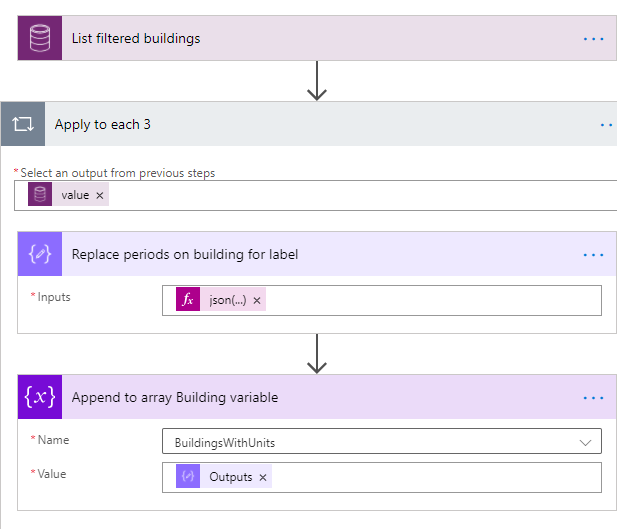 List filtered buildings
Apply to each 3
* Select an output from previous steps
value ×
Replace periods on building for label
* Inputs
fx json(...) ×
{x} Append to array Building variable
* Name
BuildingsWithUnits
* Value
Outputs ×